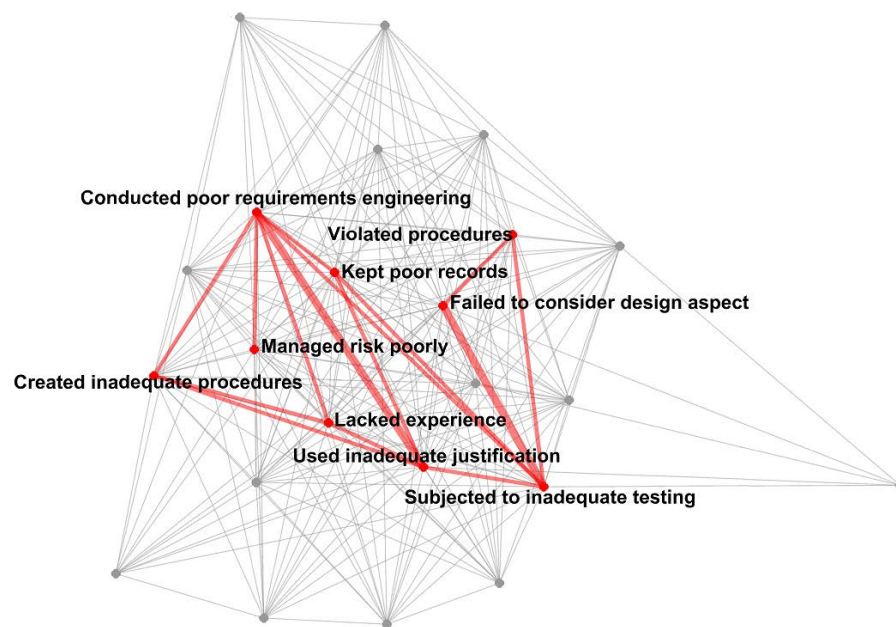 Conducted poor requirements engineering
Violated procedures
Kept poor records
Failed to consider design aspect
Managed risk poorly
Created inadequate procedures
Lacked experience
Used inadequate justification
Subjected to inadequate testing